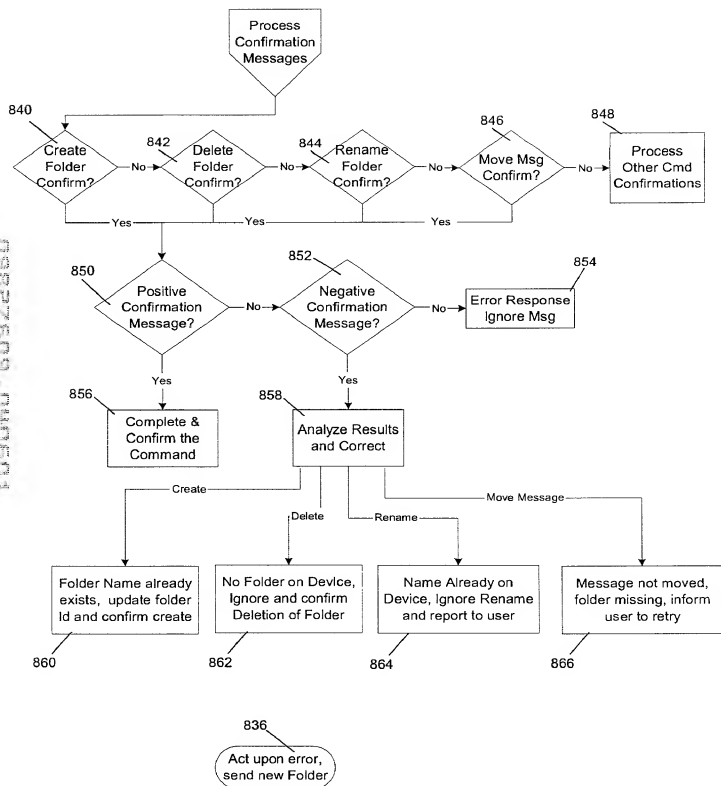 Process
Confirmation
Messages
840
842
844
846
848
Create
Folder
Confirm?
No
Delete
Folder
Confirm?
No
Rename
Folder
Confirm?
No
Move Msg
Confirm?
No
Process
Other Cmd
Confirmations
Yes
Yes
Yes
Yes
850
852
854
Positive
Confirmation
Message?
No
Negative
Confirmation
Message?
No
Error Response
Ignore Msg
Yes
Yes
856
858
Complete &
Confirm the
Command
Analyze Results
and Correct
Create
Delete
Rename
Move Message
Folder Name already
exists, update folder
Id and confirm create
No Folder on Device,
Ignore and confirm
Deletion of Folder
Name Already on
Device, Ignore Rename
and report to user
Message not moved,
folder missing, inform
user to retry
860
862
864
866
836
Act upon error,
send new Folder